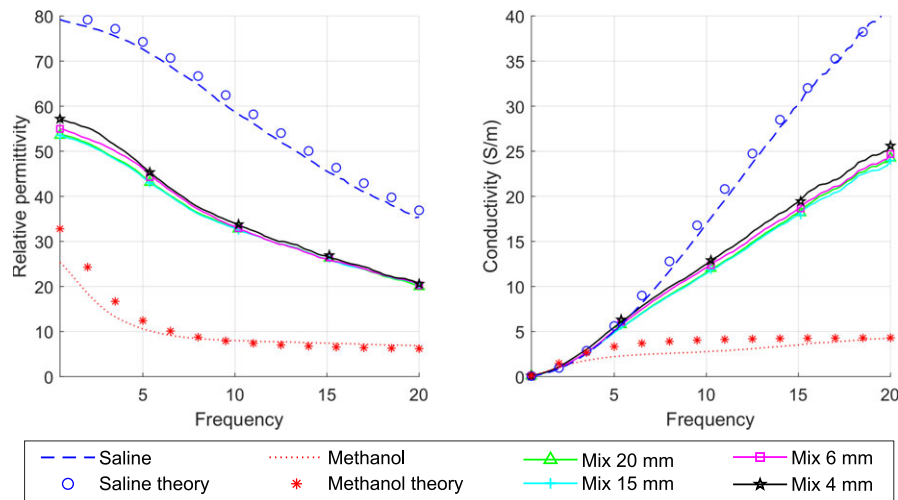 80
70
60
50
40
30
20
10
0
5
10
15
20
Relative permittivity
Frequency
40
35
30
25
20
15
10
5
0
5
10
15
20
Conductivity (S/m)
Frequency
Saline
Methanol
Mix 20 mm
Mix 6 mm
Saline theory
Methanol theory
Mix 15 mm
Mix 4 mm